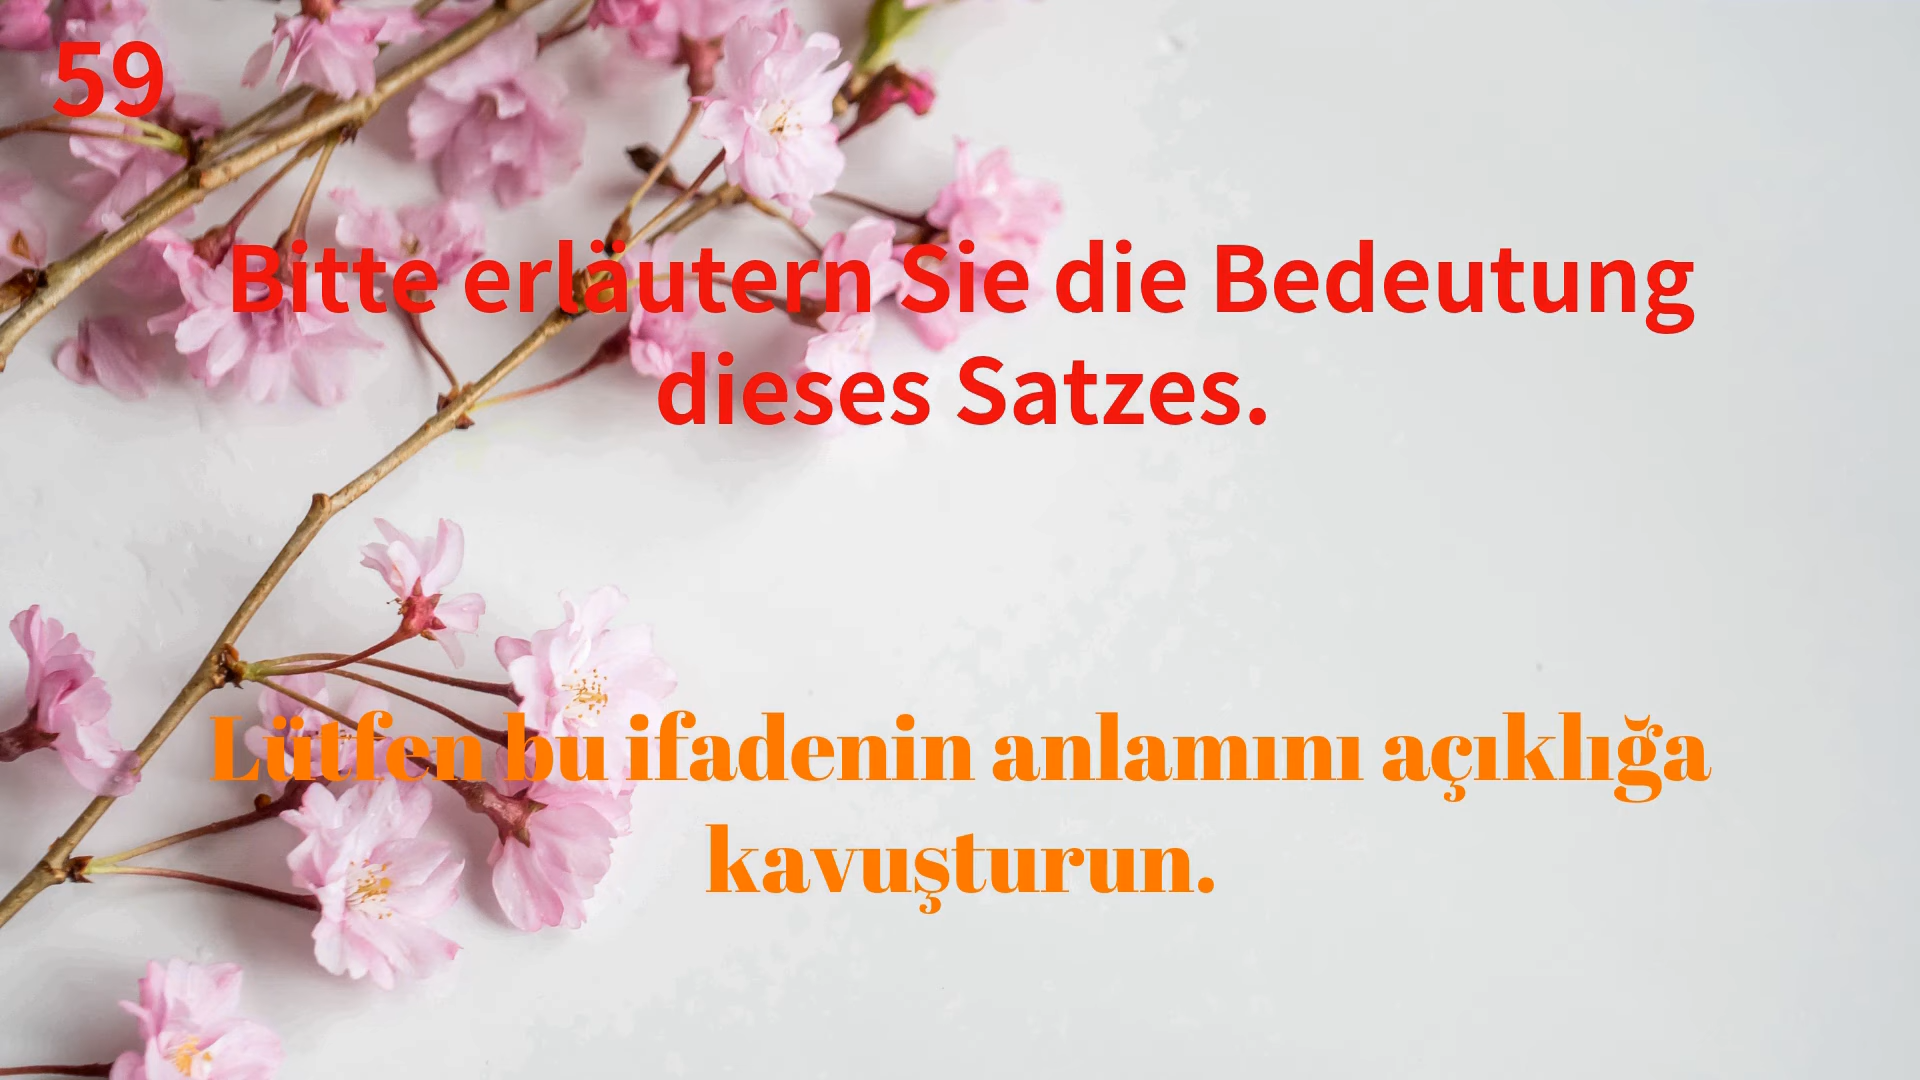 59
Bitte erläutern Sie die Bedeutung
dieses Satzes.
Lütfen bu ifadenin anlamını açıklığa
kavuşturun.